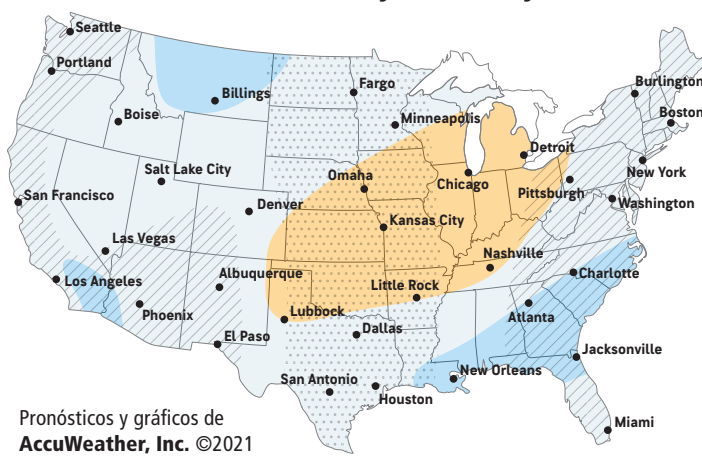 Seattle
Portland
Billings
Fargo
Minneapolis
Burlington
Boston
Boise
Detroit
Salt Lake City
Omaha
Chicago
New York
Pittsburgh
San Francisco
Denver
Kansas City
Washington
Las Vegas
Nashville
Los Angeles
Albuquerque
Charlotte
Little Rock
Phoenix
Lubbock
Atlanta
El Paso
Dallas
Jacksonville
San Antonio
New Orleans
Houston
Miami
Pronósticos y gráficos de
AccuWeather, Inc. ©2021